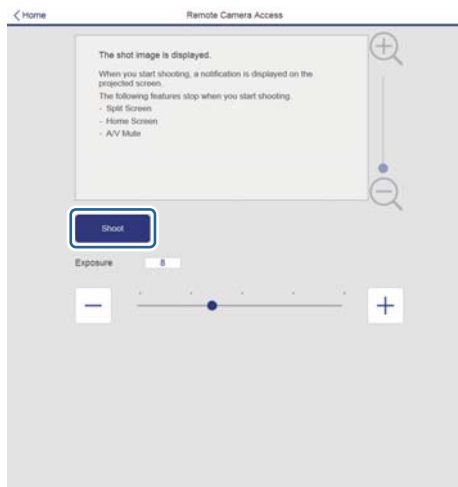 < Home
Remote Camera Access
The shot image is displayed.
When you start shooting, a notification is displayed on the
projected screen.
The following features stop when you start shooting.
- Split Screen
- Home Screen
- A/V Mute
Shoot
Exposure 8